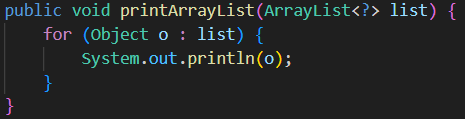 public void printArrayList(ArrayList<?> list) {
    for (Object o : list) {
        System.out.println(o);
    }
}